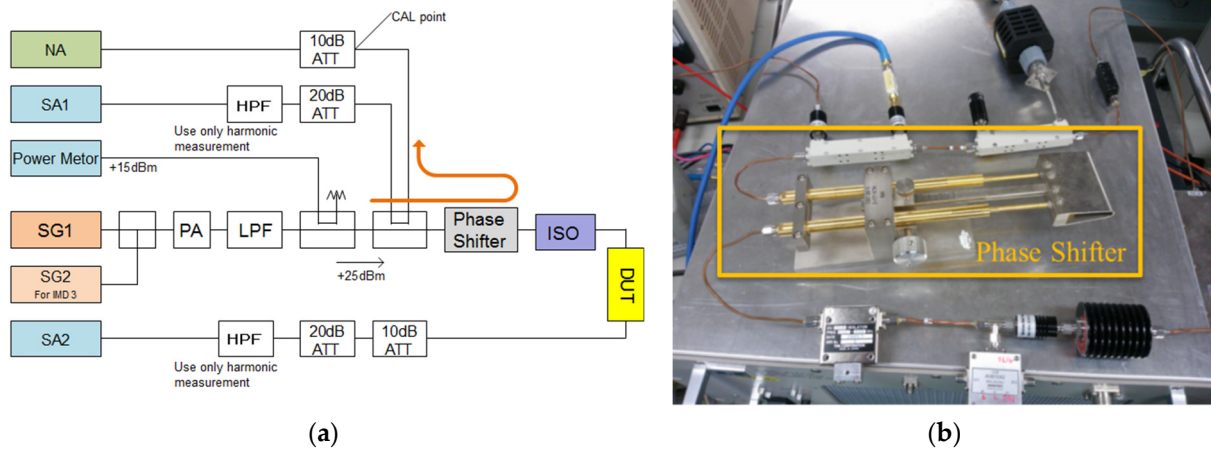 CAL point
NA
10dB
ATT
SA1
HPF
20dB
ATT
Use only harmonic
measurement
Power Metor
+15dBm
SG1
PA
LPF
Phase
Shifter
ISO
+25dBm
SG2
For IMD3
DUT
SA2
HPF
20dB
ATT
10dB
ATT
Use only harmonic
measurement
(a)
Phase Shifter
ISOLATOR
(b)